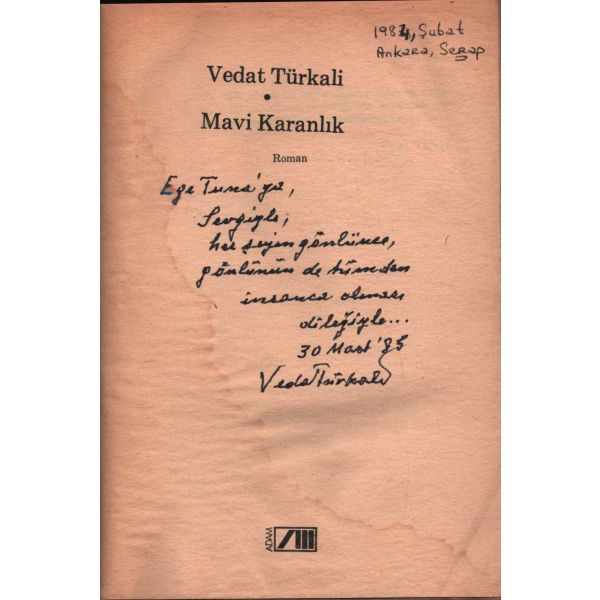 1984, Şubat
Ankara, Serap
Vedat Türkali
•
Mavi Karanlık
Roman
Ege Tuna'ya,
Sevgiyle,
her şeyin gönlünce,
gönlünün de tümden
insanca olması
dileğiyle...
30 Mart '85
Vedat Türkali
ADAM